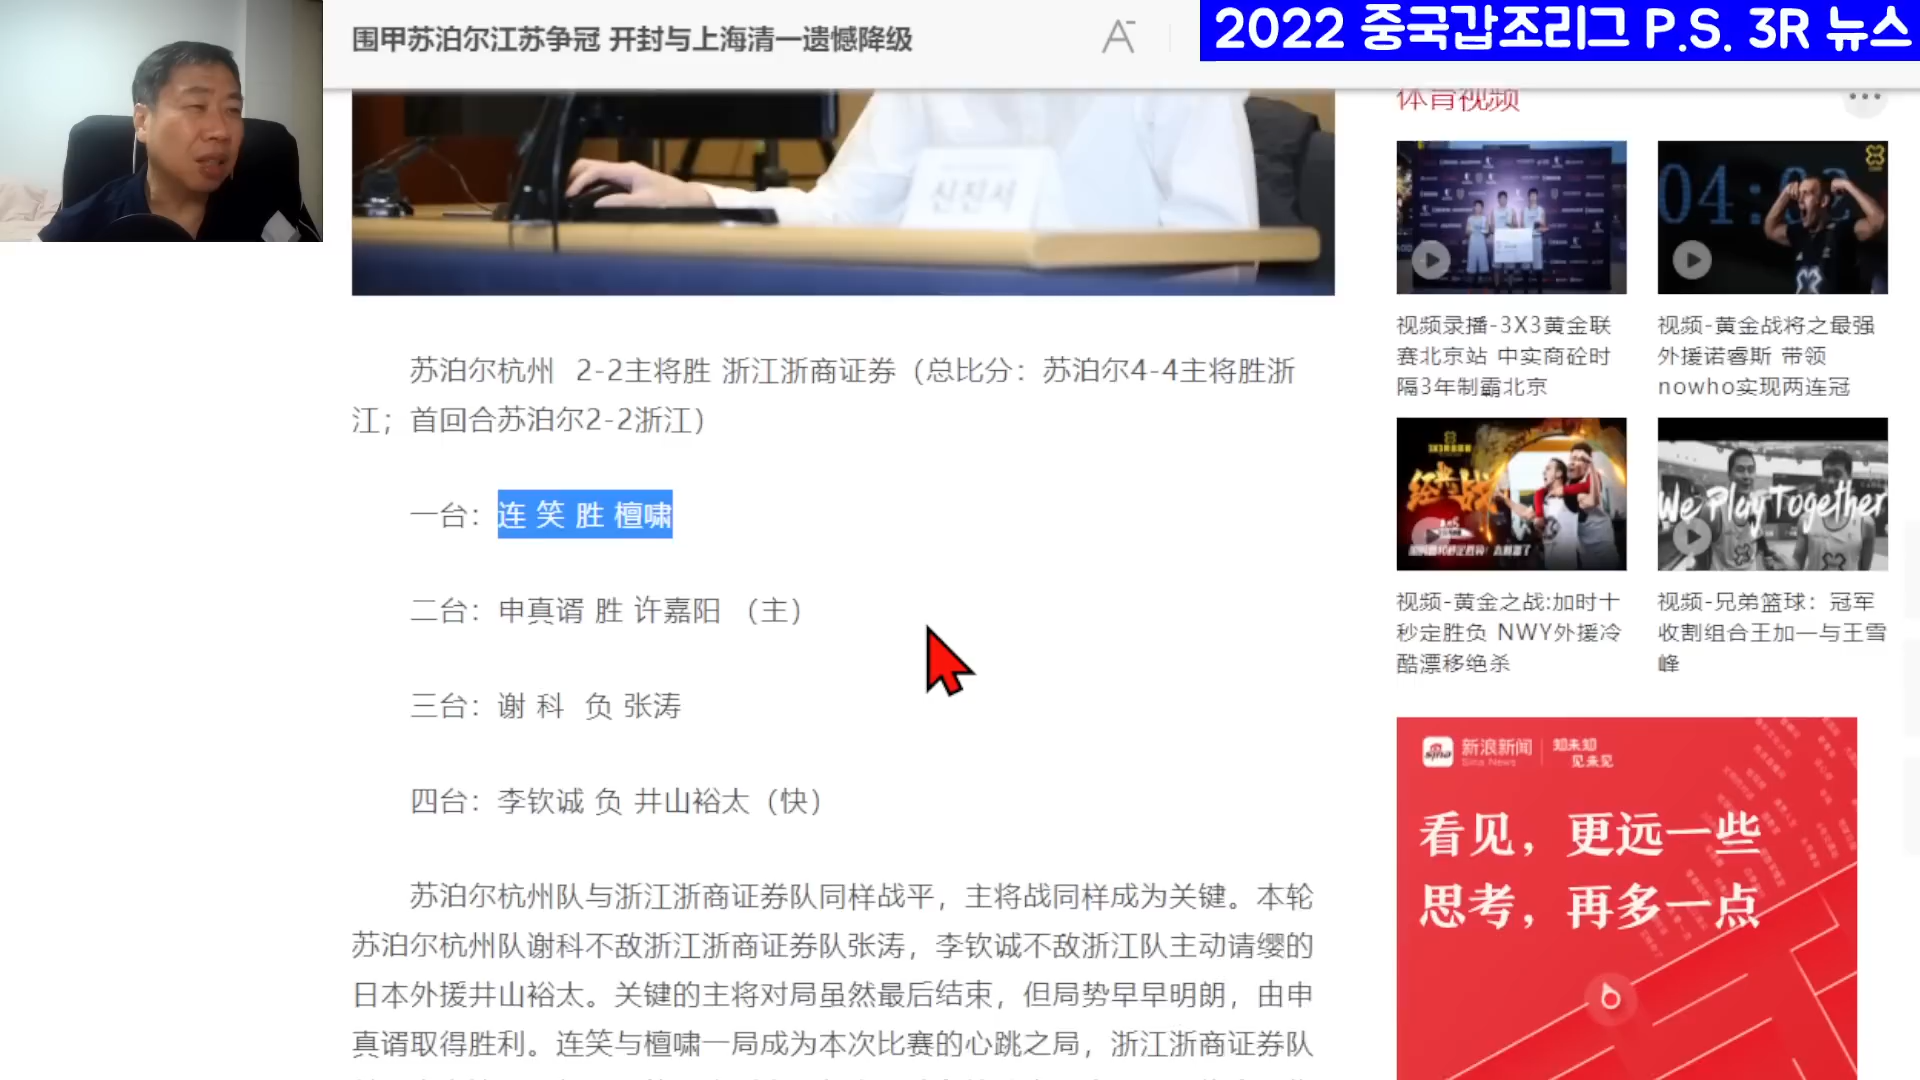 围甲苏泊尔江苏争冠 开封与上海清一遗憾降级
2022 중국갑조리그 P.S. 3R 뉴스
신진서
苏泊尔杭州 2-2主将胜 浙江浙商证券（总比分：苏泊尔4-4主将胜浙
江；首回合苏泊尔2-2浙江）
一台：连 笑 胜 檀啸
二台：申真谞 胜 许嘉阳 （主）
三台：谢 科 负 张涛
四台：李钦诚 负 井山裕太（快）
苏泊尔杭州队与浙江浙商证券队同样战平，主将战同样成为关键。本轮
苏泊尔杭州队谢科不敌浙江浙商证券队张涛，李钦诚不敌浙江队主动请缨的
日本外援井山裕太。关键的主将对局虽然最后结束，但局势早早明朗，由申
真谞取得胜利。连笑与檀啸一局成为本次比赛的心跳之局，浙江浙商证券队
体育视频
04:02
视频录播-3X3黄金联
赛北京站 中实商砼时
隔3年制霸北京
视频-黄金战将之最强
外援诺睿斯 带领
nowho实现两连冠
We Play Together
视频-黄金之战:加时十
秒定胜负 NWY外援冷
酷漂移绝杀
视频-兄弟篮球：冠军
收割组合王加一与王雪
峰
sina 新浪新闻 知未知
Sina News 见未见
看见，更远一些
思考，再多一点